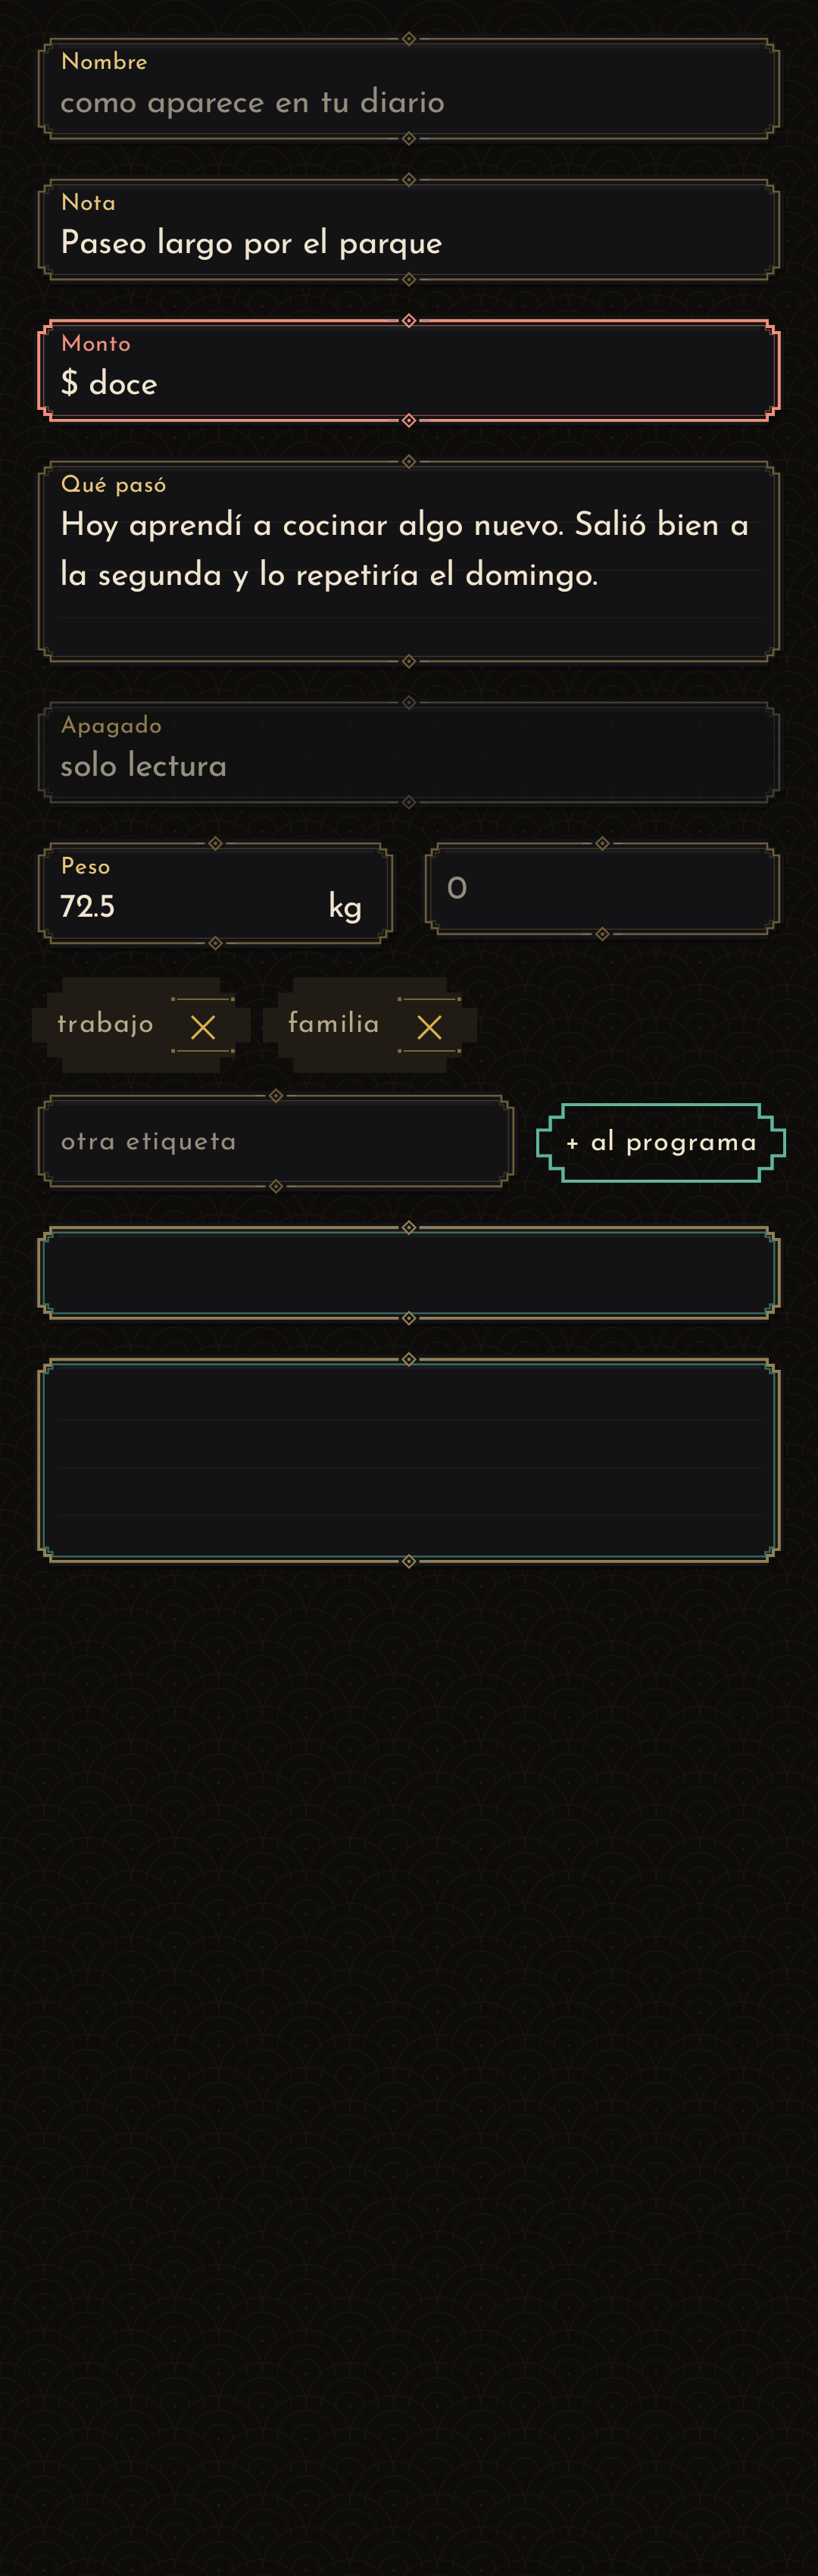 Nombre
como aparece en tu diario
Nota
Paseo largo por el parque
Monto
$ doce
Qué pasó
Hoy aprendí a cocinar algo nuevo. Salió bien a
la segunda y lo repetiría el domingo.
Apagado
solo lectura
Peso
72.5 kg
0
trabajo
familia
otra etiqueta
+ al programa